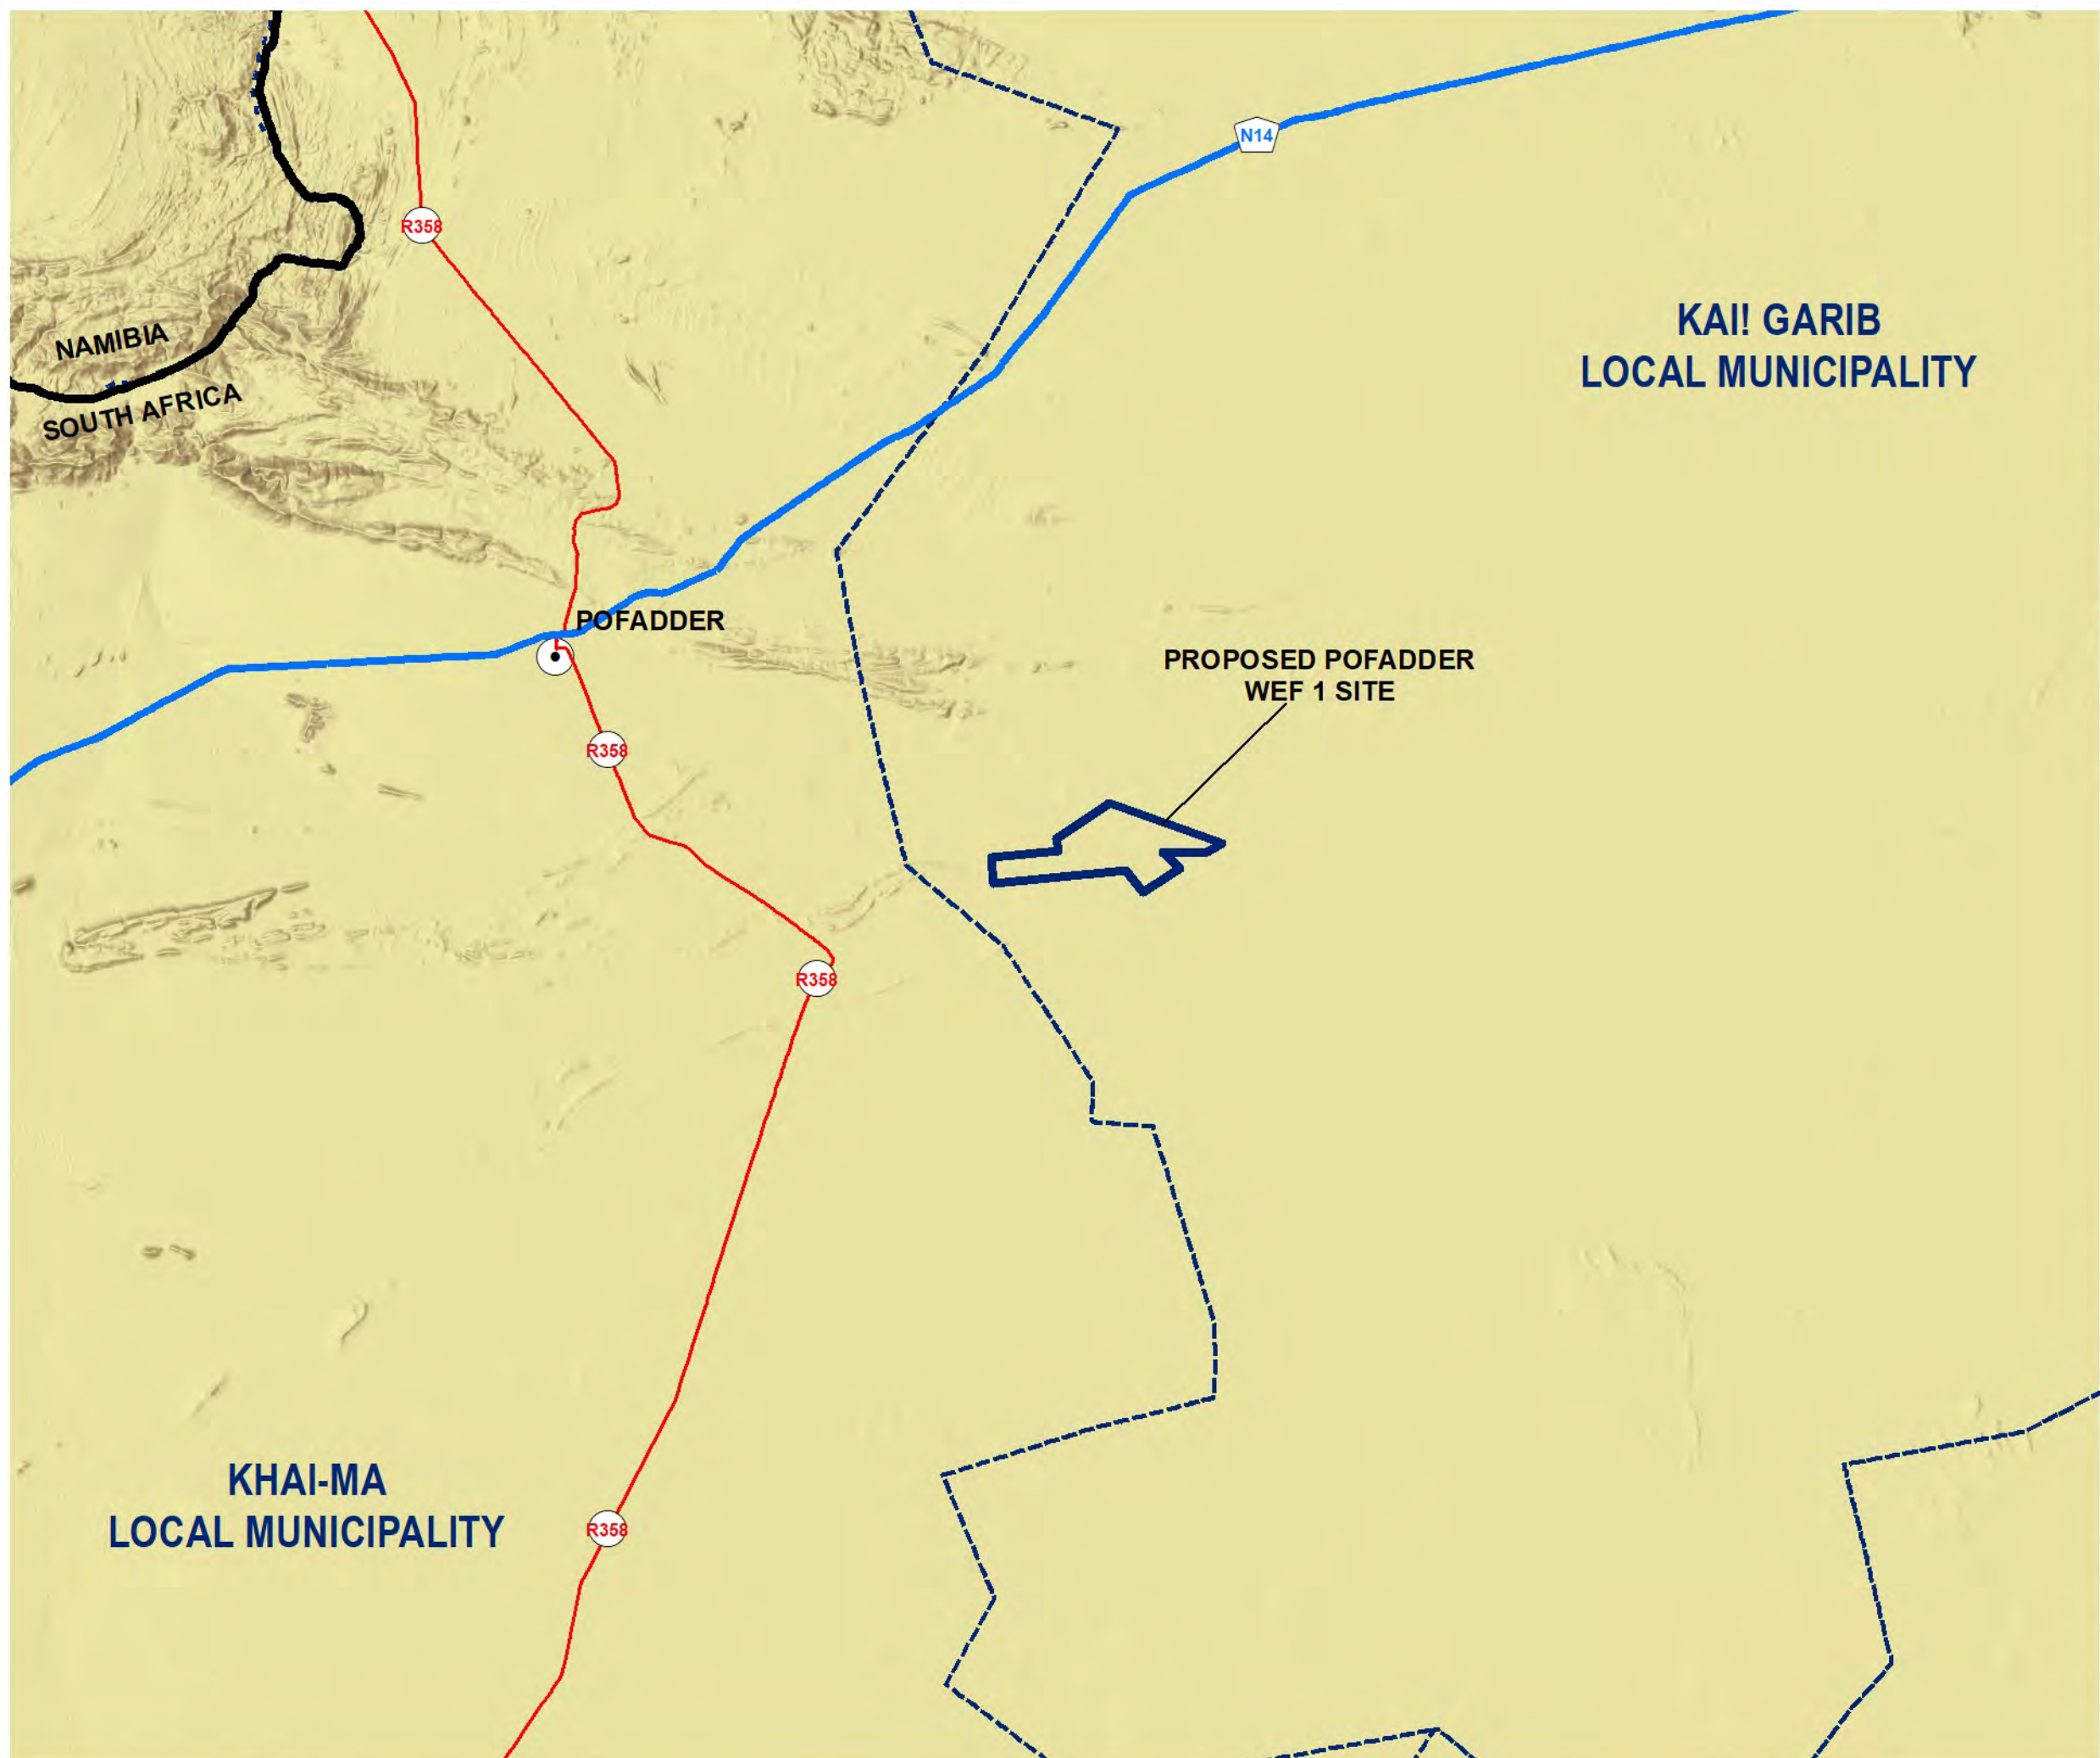 N14
R358
KAI! GARIB
LOCAL MUNICIPALITY
NAMIBIA
SOUTH AFRICA
POFADDER
PROPOSED POFADDER
WEF 1 SITE
R358
R358
KHAI-MA
LOCAL MUNICIPALITY
R358